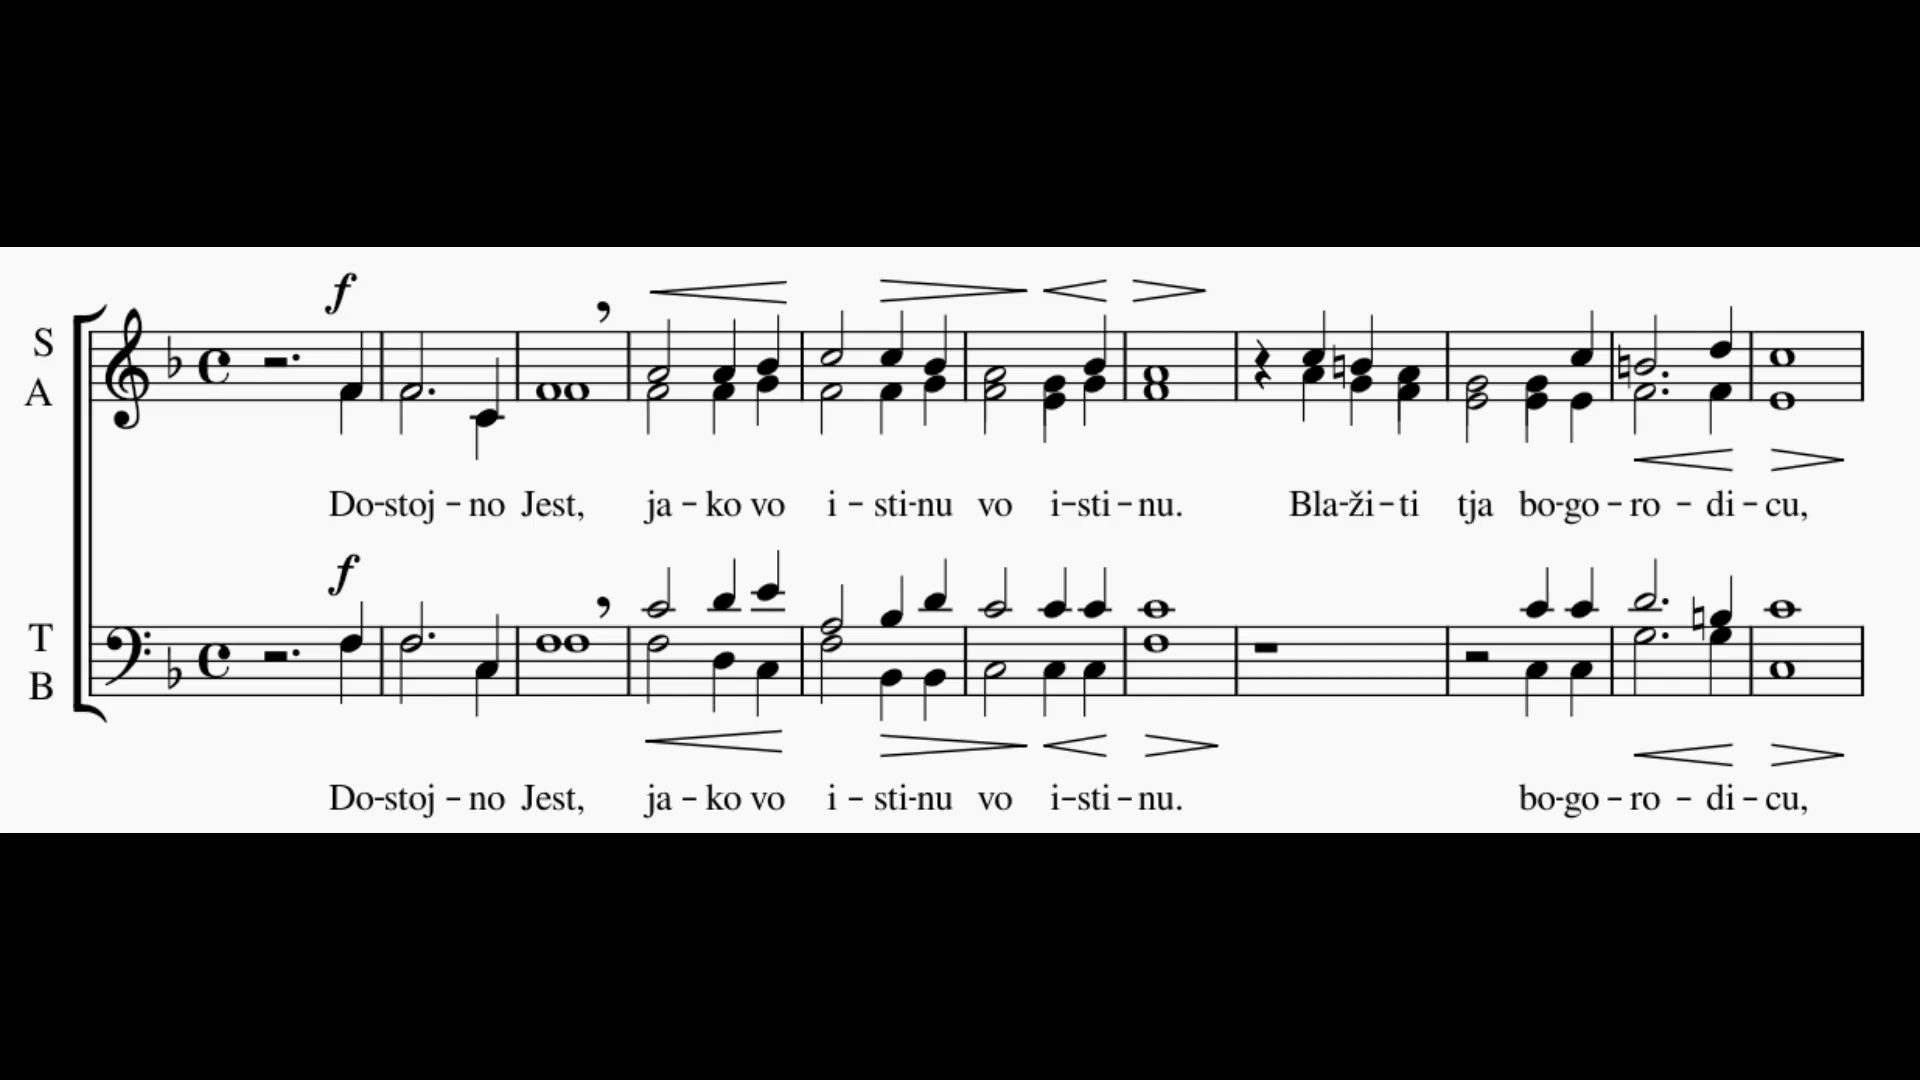 f
S
A
Do-stoj-no Jest, ja-ko vo i-sti-nu vo i-sti-nu. Bla-ži-ti tja bo-go-ro-di-cu,
f
T
B
Do-stoj-no Jest, ja-ko vo i-sti-nu vo i-sti-nu. bo-go-ro-di-cu,